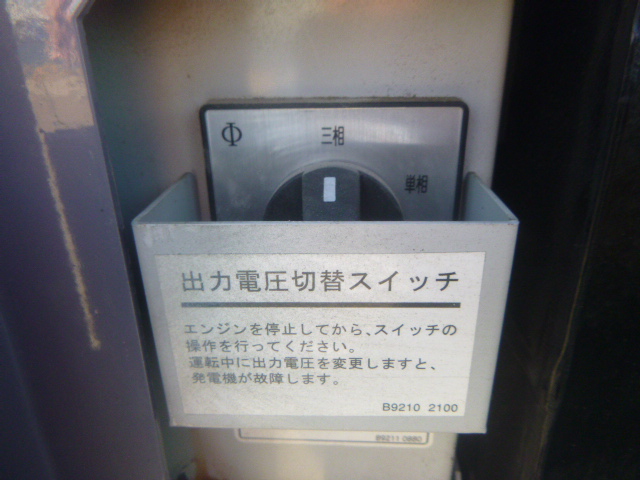 Φ
三相
単相
出力電圧切替スイッチ
エンジンを停止してから、スイッチの
操作を行ってください。
運転中に出力電圧を変更しますと、
発電機が故障します。
B9210 2100